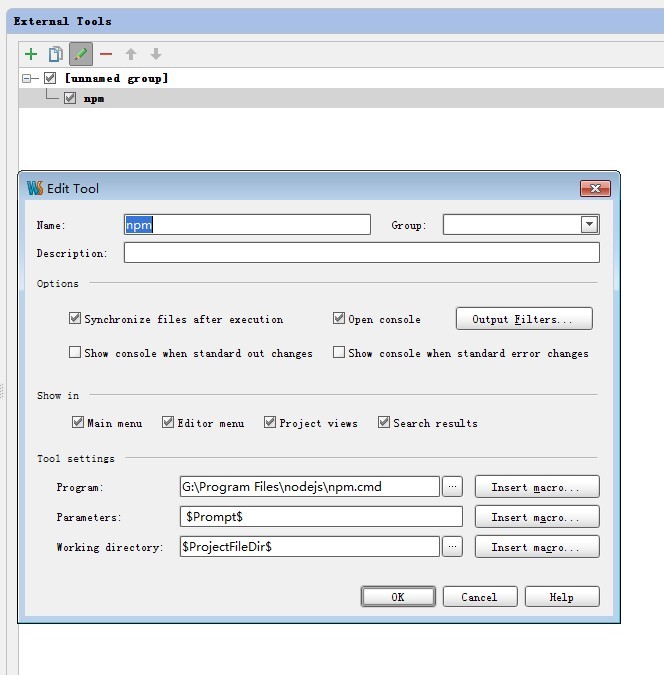 External Tools
[unnamed group]
npm
WS Edit Tool
Name: npm Group:
Description:
Options
Synchronize files after execution Open console Output Filters...
Show console when standard out changes Show console when standard error changes
Show in
Main menu Editor menu Project views Search results
Tool settings
Program: G:\Program Files\nodejs\npm.cmd ... Insert macro...
Parameters: $Prompt$ Insert macro...
Working directory: $ProjectFileDir$ ... Insert macro...
OK Cancel Help